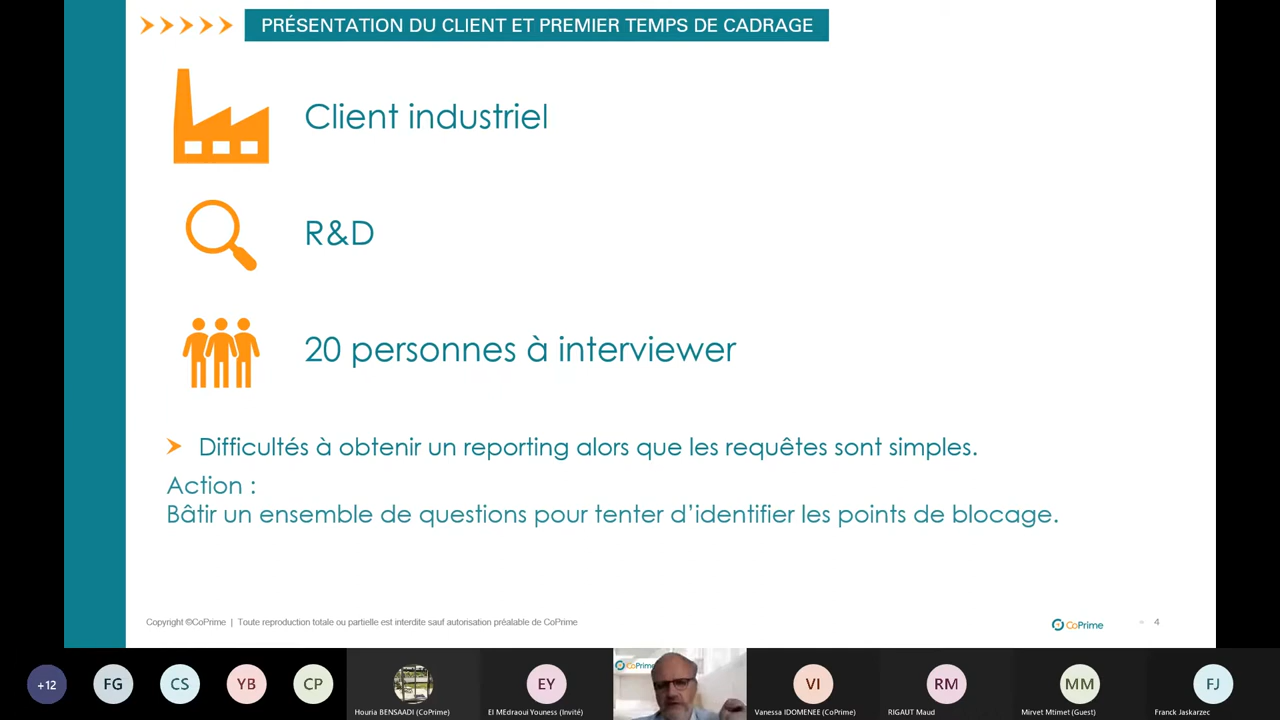 PRÉSENTATION DU CLIENT ET PREMIER TEMPS DE CADRAGE
Client industriel
R&D
20 personnes à interviewer
Difficultés à obtenir un reporting alors que les requêtes sont simples.
Action :
Bâtir un ensemble de questions pour tenter d’identifier les points de blocage.
Copyright ©CoPrime | Toute reproduction totale ou partielle est interdite sauf autorisation préalable de CoPrime
CoPrime
4
+12
FG
CS
YB
CP
Houria BENSAADI (CoPrime)
EY
El MEdraoui Youness (Invité)
CoPrime
VI
Vanessa IDOMENEE (CoPrime)
RM
RIGAUT Maud
MM
Mirvet Mtimet (Guest)
FJ
Franck Jaskarzec